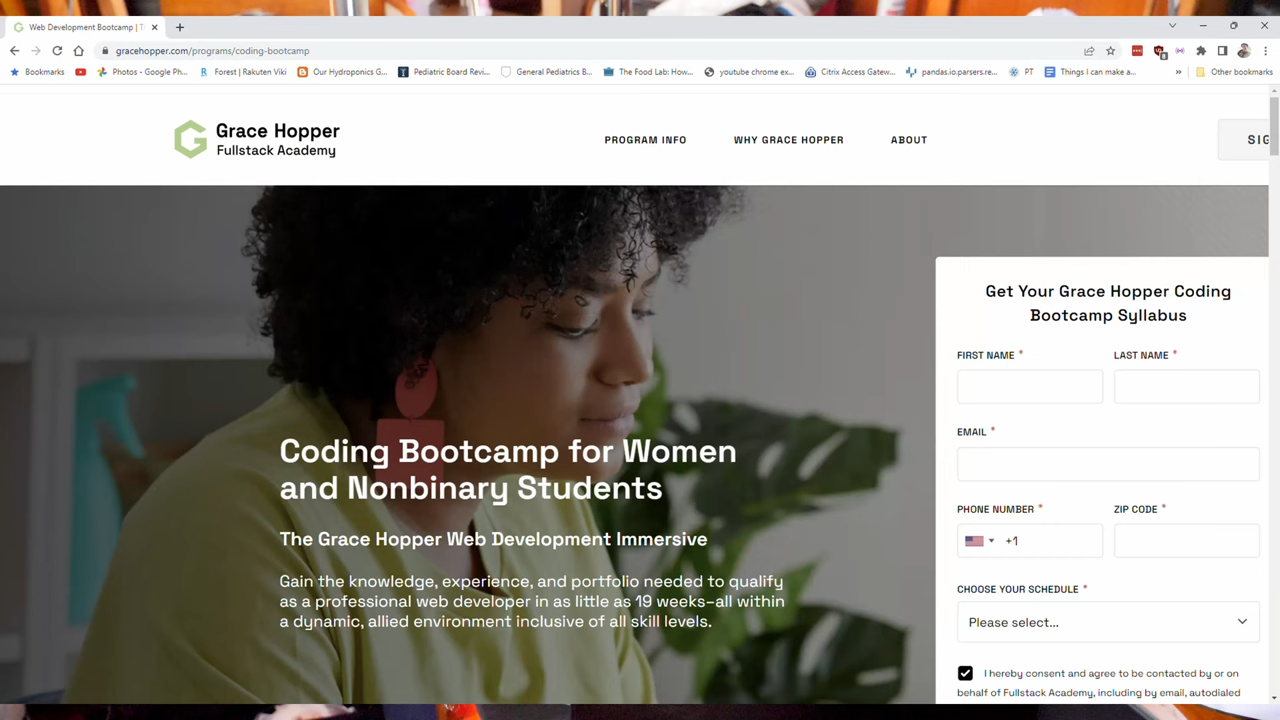 Web Development Bootcamp | T
gracehopper.com/programs/coding-bootcamp
Bookmarks
Photos - Google Ph...
Forest | Rakuten Viki
Our Hydroponics G...
Pediatric Board Revi...
General Pediatrics B...
The Food Lab: How...
youtube chrome ex...
Citrix Access Gatew...
pandas.io.parsers.re...
PT
Things I can make a...
»
Other bookmarks
Grace Hopper
Fullstack Academy
PROGRAM INFO
WHY GRACE HOPPER
ABOUT
SIG
Coding Bootcamp for Women
and Nonbinary Students
The Grace Hopper Web Development Immersive
Gain the knowledge, experience, and portfolio needed to qualify
as a professional web developer in as little as 19 weeks–all within
a dynamic, allied environment inclusive of all skill levels.
Get Your Grace Hopper Coding
Bootcamp Syllabus
FIRST NAME *
LAST NAME *
EMAIL *
PHONE NUMBER *
ZIP CODE *
+1
CHOOSE YOUR SCHEDULE *
Please select...
I hereby consent and agree to be contacted by or on
behalf of Fullstack Academy, including by email, autodialed